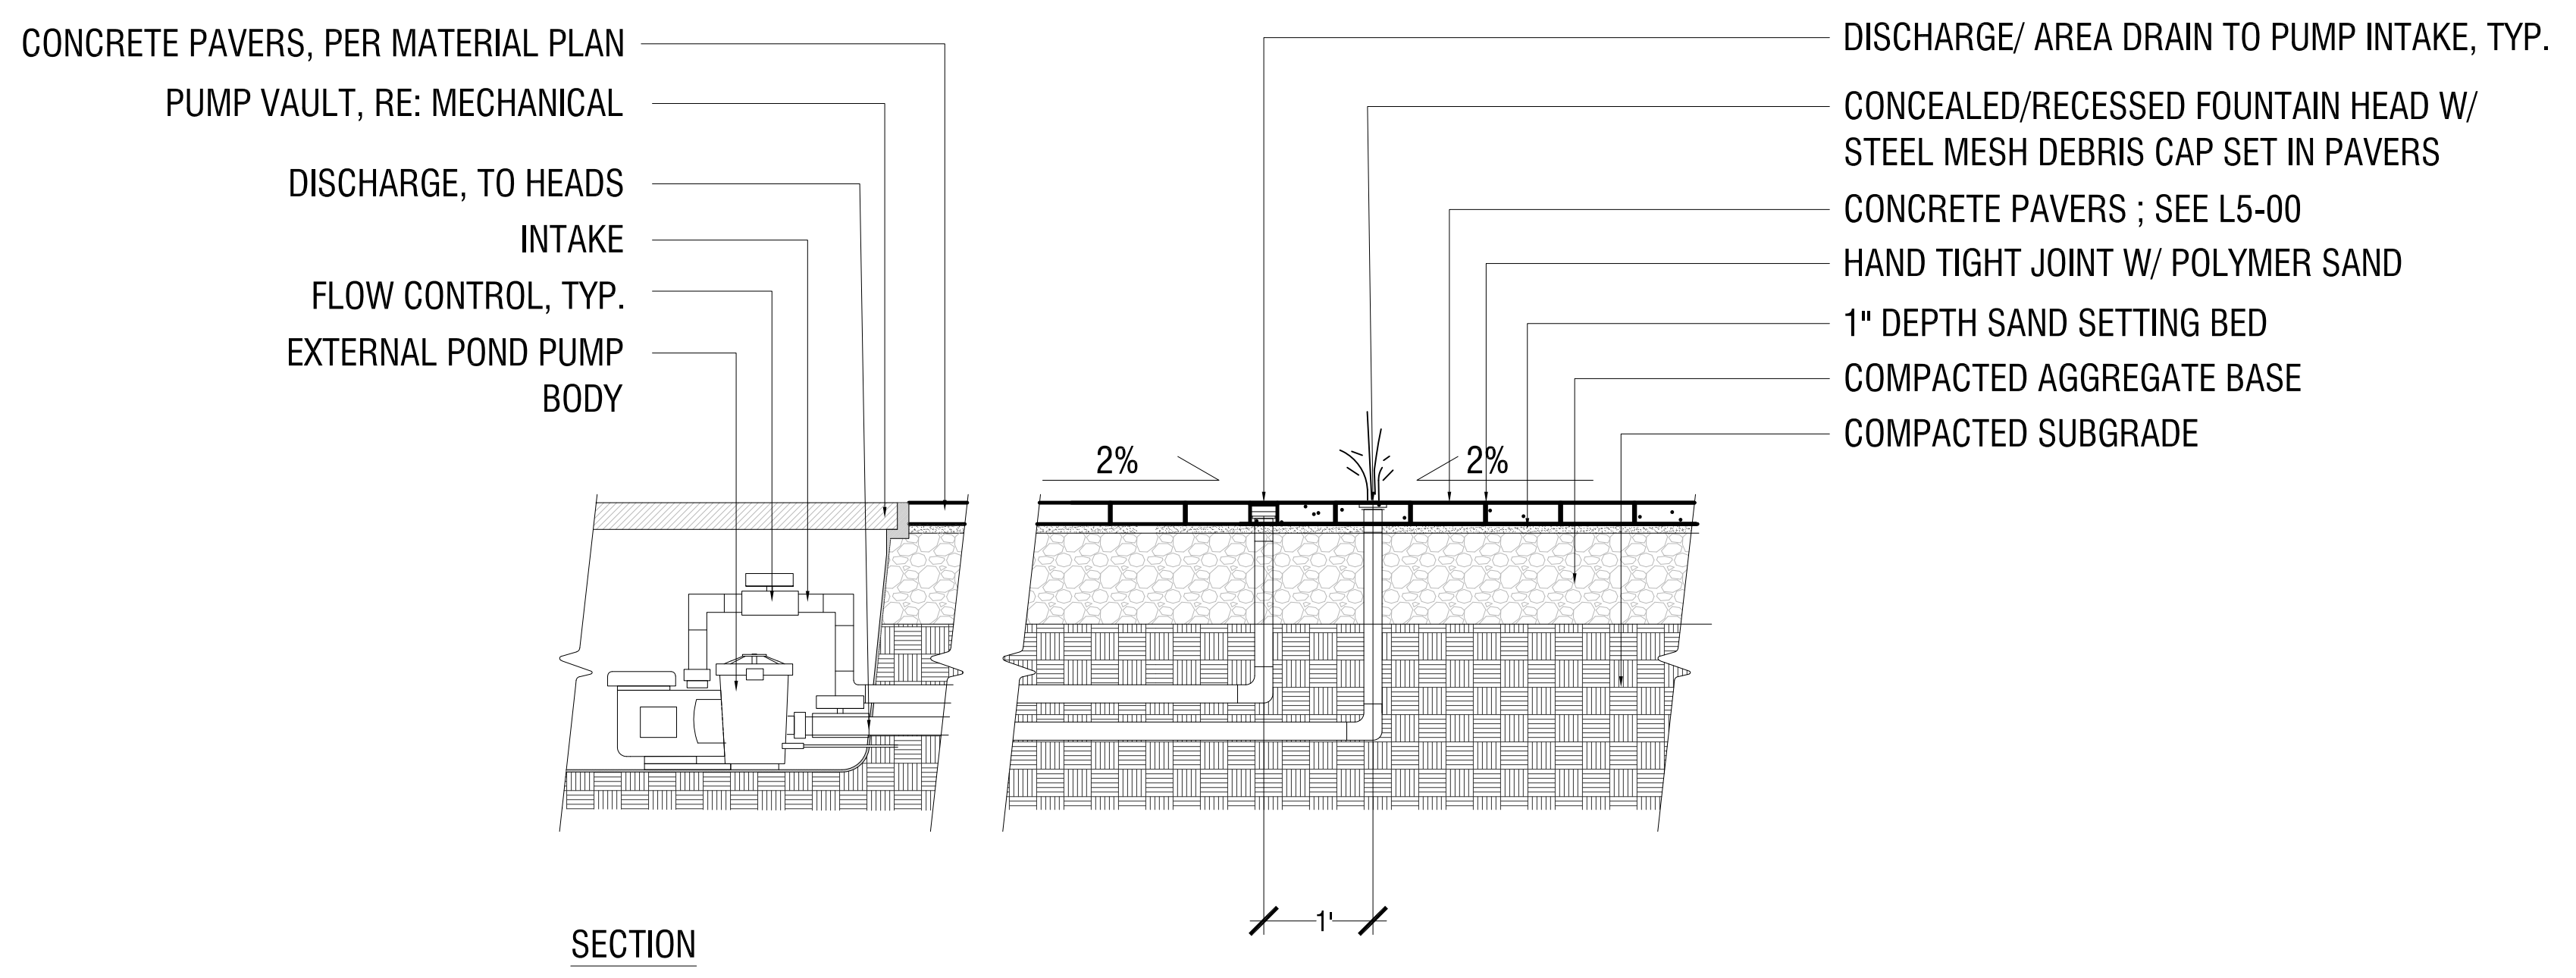 CONCRETE PAVERS, PER MATERIAL PLAN
PUMP VAULT, RE: MECHANICAL
DISCHARGE, TO HEADS
INTAKE
FLOW CONTROL, TYP.
EXTERNAL POND PUMP
BODY
DISCHARGE/ AREA DRAIN TO PUMP INTAKE, TYP.
CONCEALED/RECESSED FOUNTAIN HEAD W/
STEEL MESH DEBRIS CAP SET IN PAVERS
CONCRETE PAVERS ; SEE L5-00
HAND TIGHT JOINT W/ POLYMER SAND
1" DEPTH SAND SETTING BED
COMPACTED AGGREGATE BASE
COMPACTED SUBGRADE
2%
2%
1'
SECTION